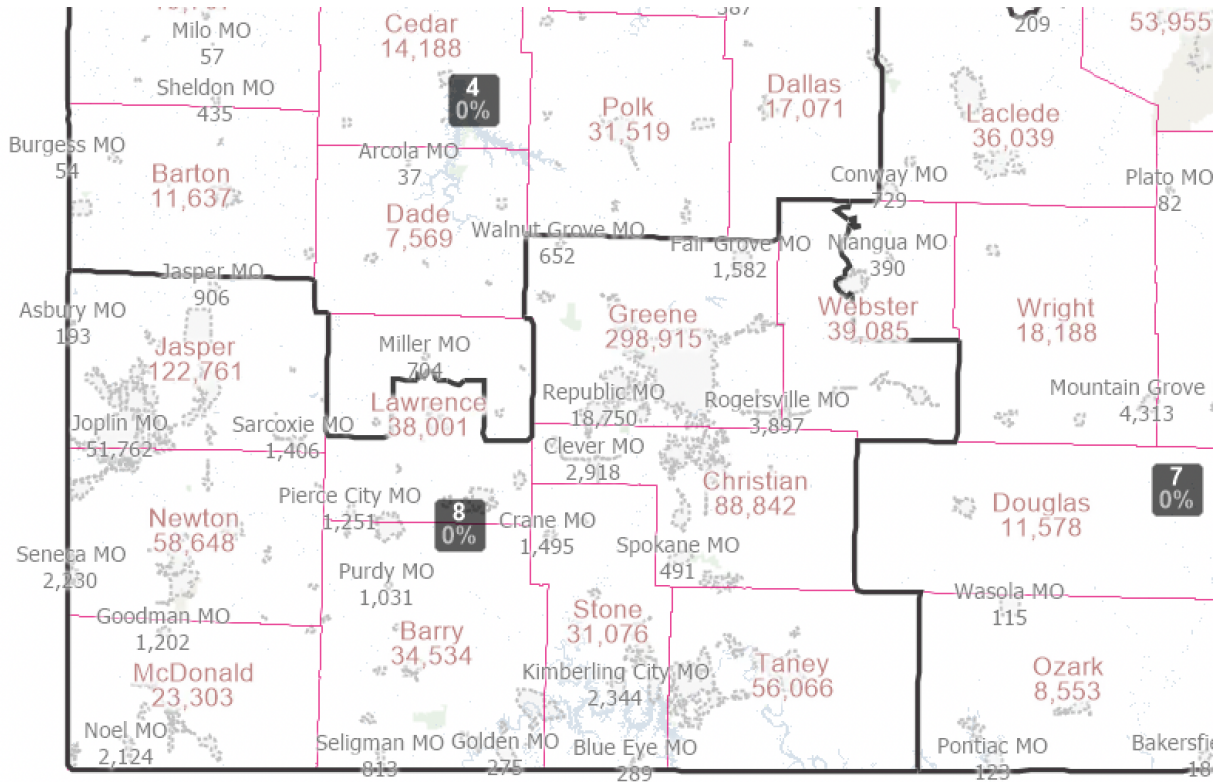 Cedar
14,188
Milo MO
57
209
53,955
Sheldon MO
435
4
0%
Dallas
17,071
Polk
31,519
Laclede
36,039
Burgess MO
54
Barton
11,637
Arcola MO
37
Conway MO
729
Plato MO
82
Dade
7,569
Walnut Grove MO
652
Fair Grove MO
1,582
Niangua MO
390
Jasper MO
906
Asbury MO
193
Greene
298,915
Webster
39,085
Wright
18,188
Jasper
122,761
Miller MO
704
Lawrence
38,001
Republic MO
18,750
Rogersville MO
3,897
Mountain Grove
4,313
Joplin MO
51,762
Sarcoxie MO
1,406
Clever MO
2,918
Christian
88,842
7
0%
Pierce City MO
1,251
8
0%
Crane MO
1,495
Douglas
11,578
Newton
58,648
Seneca MO
2,230
Spokane MO
491
Purdy MO
1,031
Wasola MO
115
Goodman MO
1,202
Stone
31,076
Barry
34,534
McDonald
23,303
Kimberling City MO
2,344
Taney
56,066
Ozark
8,553
Noel MO
2,124
Seligman MO
813
Golden MO
275
Blue Eye MO
289
Pontiac MO
123